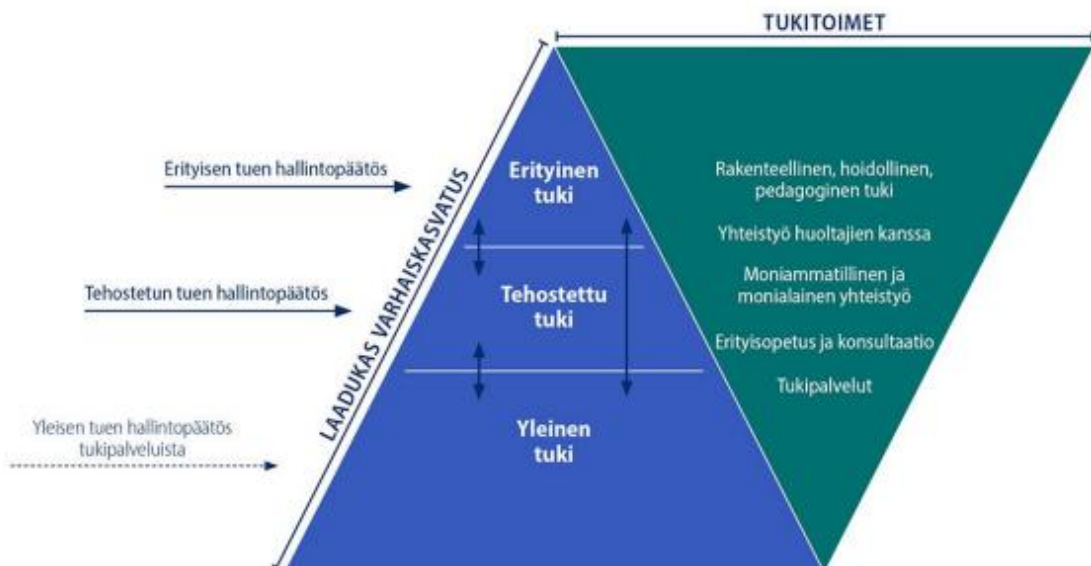 TUKITOIMET
LAADUKAS VARHAISKASVATUS
Erityisen tuen hallintopäätös
Tehostetun tuen hallintopäätös
Yleisen tuen hallintopäätös
tukipalveluista
Erityinen
tuki
Tehostettu
tuki
Yleinen
tuki
Rakenteellinen, hoidollinen,
pedagoginen tuki
Yhteistyö huoltajien kanssa
Moniammatillinen ja
monialainen yhteistyö
Erityisopetus ja konsultaatio
Tukipalvelut